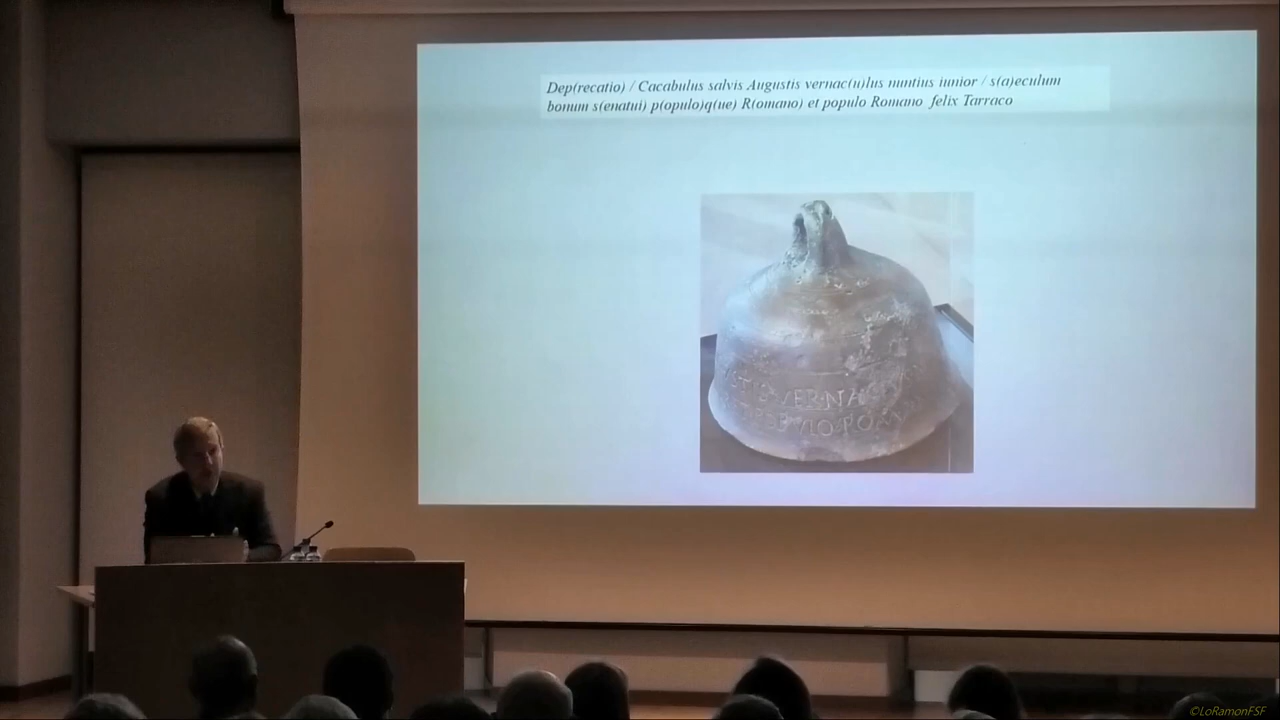 Dep(recatio) / Cacabulus salvis Augustis vernac(u)lus nuntius iunior / s(a)eculum
bonum s(enatui) p(opulo)q(ue) R(omano) et populo Romano felix Tarraco
VERNA
©LoRamonFSF